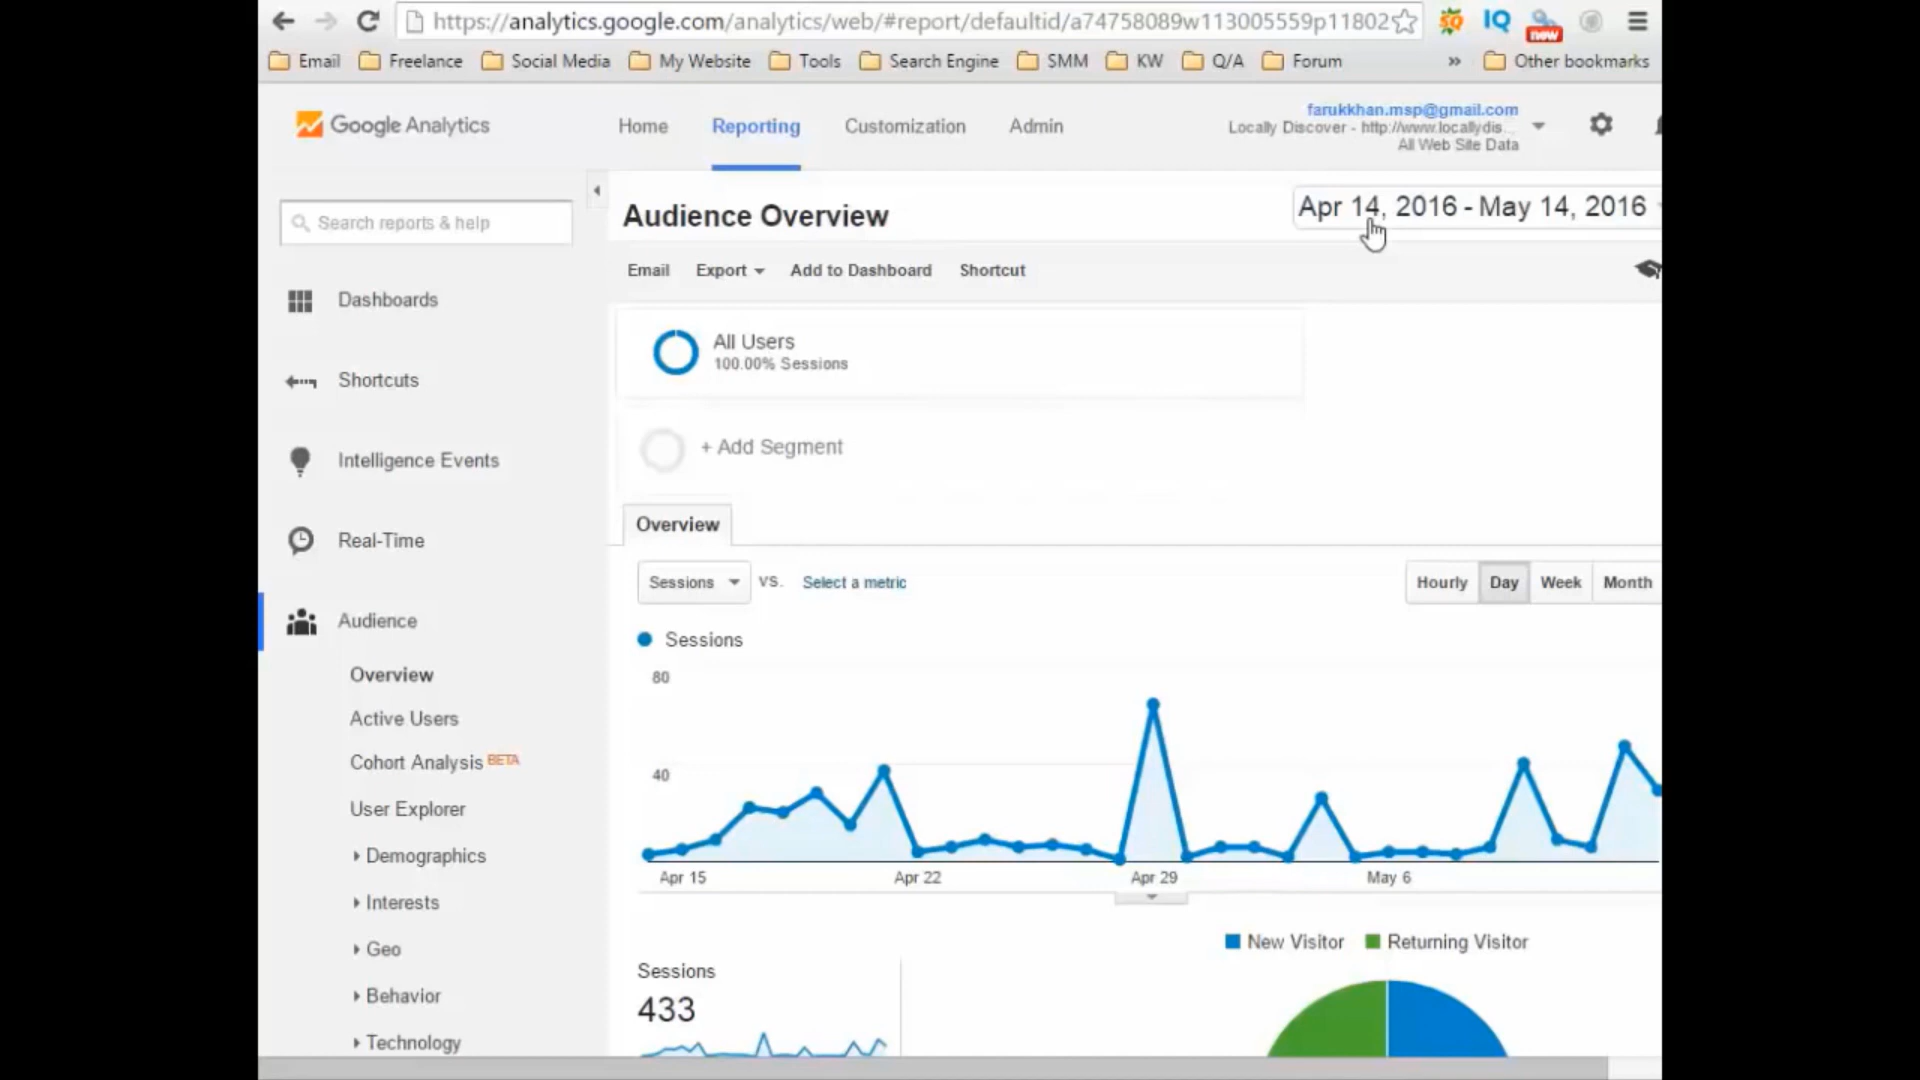 https://analytics.google.com/analytics/web/#report/defaultid/a74758089w113005559p11802
SQ
IQ
new
Email Freelance Social Media My Website Tools Search Engine SMM KW Q/A Forum » Other bookmarks
Google Analytics
Home Reporting Customization Admin
farukkhan.msp@gmail.com
Locally Discover - http://www.locallydis...
All Web Site Data
Search reports & help
Audience Overview
Apr 14, 2016 - May 14, 2016
Email Export Add to Dashboard Shortcut
Dashboards
Shortcuts
Intelligence Events
Real-Time
Audience
Overview
Active Users
Cohort Analysis BETA
User Explorer
Demographics
Interests
Geo
Behavior
Technology
All Users
100.00% Sessions
+ Add Segment
Overview
Sessions VS. Select a metric
Hourly Day Week Month
Sessions
80
40
Apr 15 Apr 22 Apr 29 May 6
New Visitor Returning Visitor
Sessions
433